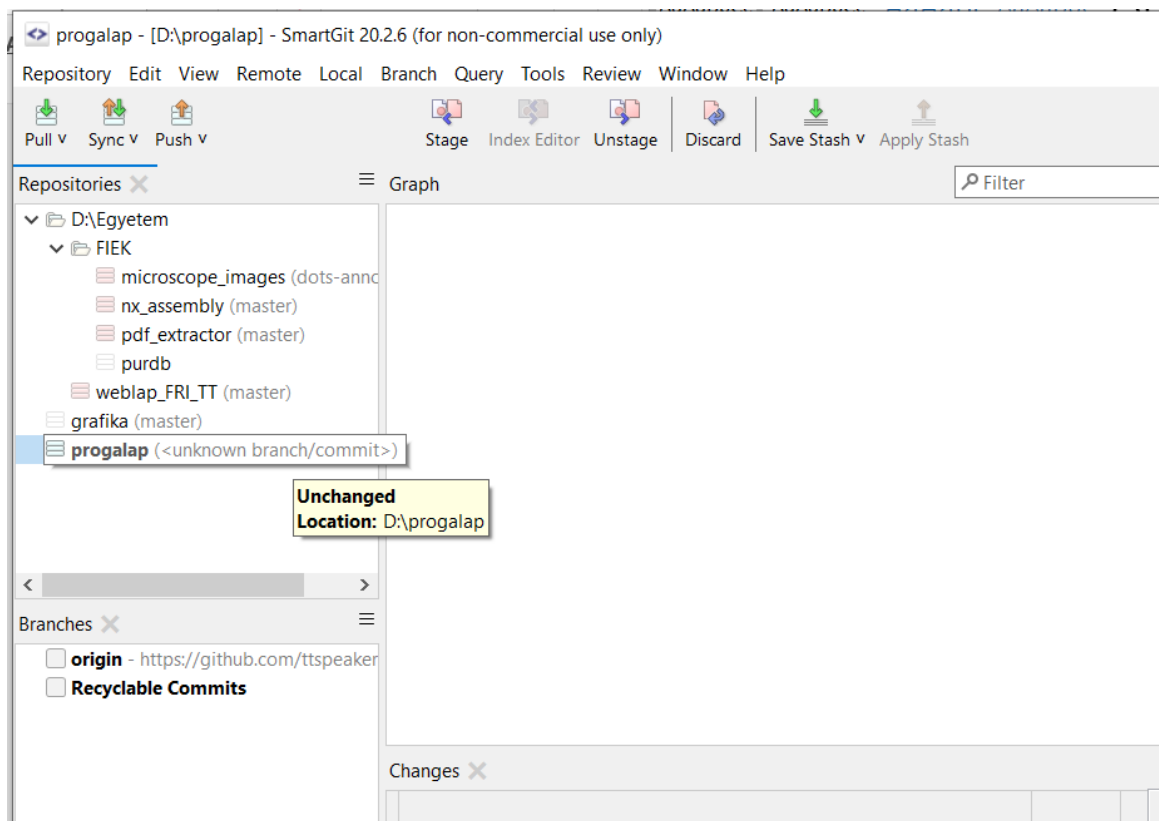 progalap - [D:\progalap] - SmartGit 20.2.6 (for non-commercial use only)
Repository Edit View Remote Local Branch Query Tools Review Window Help
Pull Sync Push Stage Index Editor Unstage Discard Save Stash Apply Stash
Repositories
Graph
Filter
D:\Egyetem
FIEK
microscope_images (dots-anno
nx_assembly (master)
pdf_extractor (master)
purdb
weblap_FRI_TT (master)
grafika (master)
progalap (<unknown branch/commit>)
Unchanged
Location: D:\progalap
Branches
origin - https://github.com/ttspeaker
Recyclable Commits
Changes